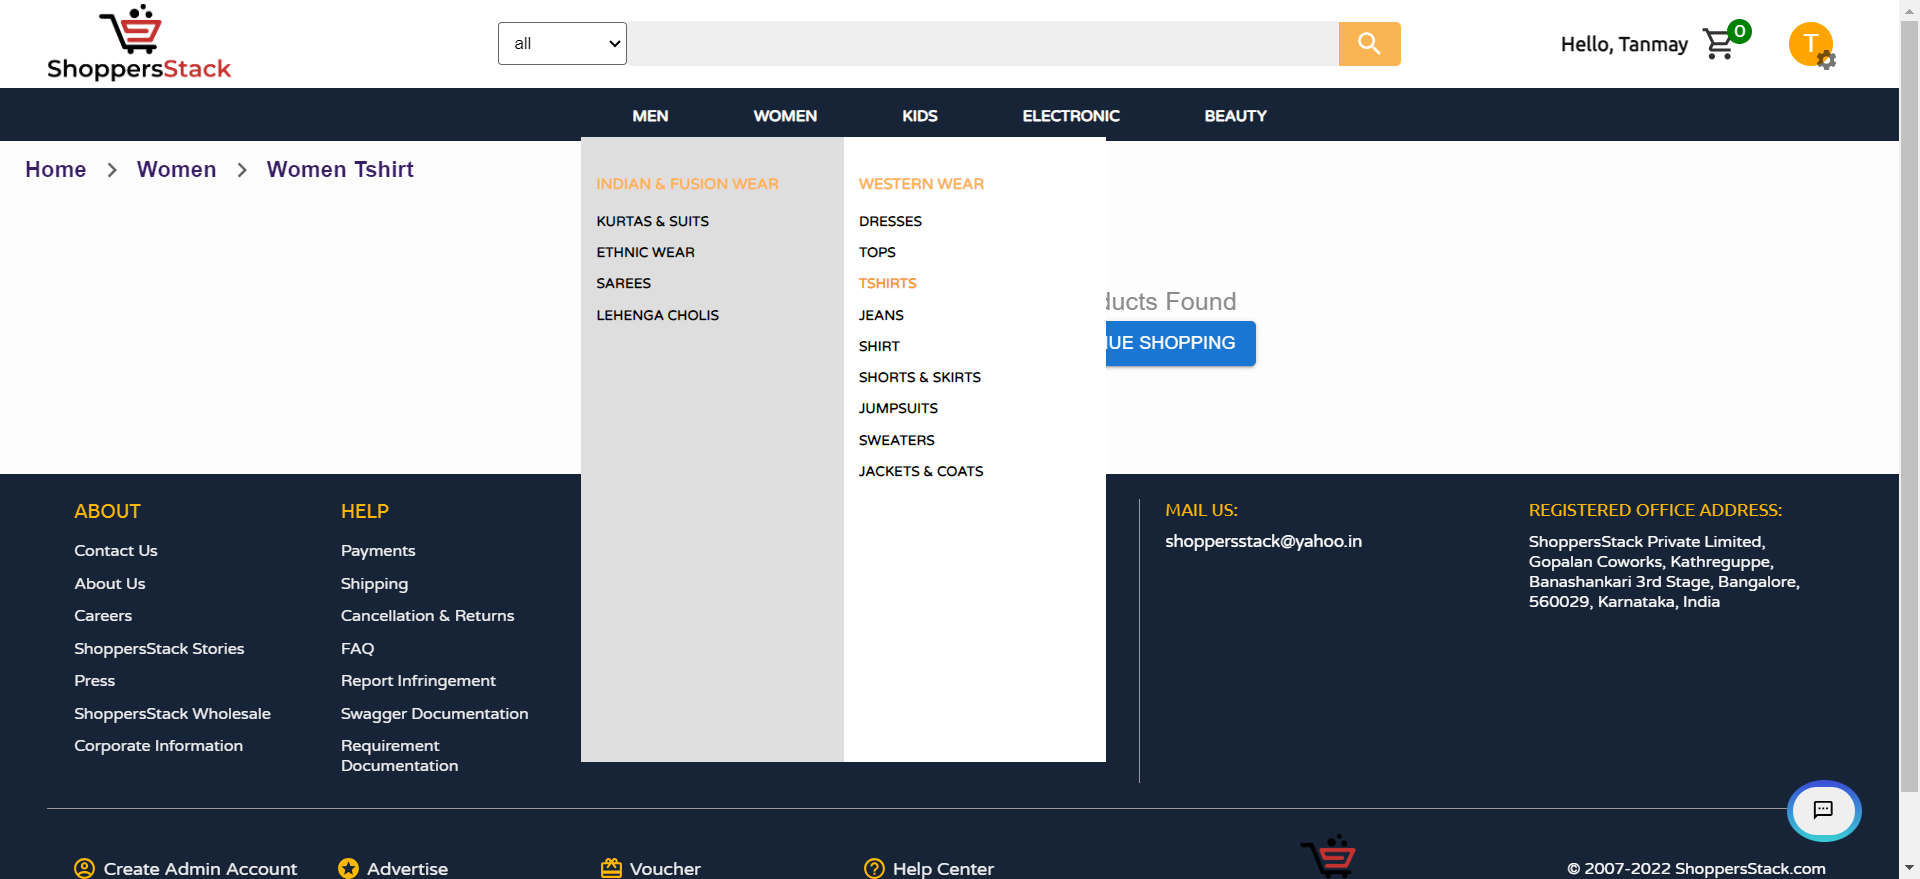 ShoppersStack
all
Hello, Tanmay
0
T
MEN
WOMEN
KIDS
ELECTRONIC
BEAUTY
Home > Women > Women Tshirt
INDIAN & FUSION WEAR
KURTAS & SUITS
ETHNIC WEAR
SAREES
LEHENGA CHOLIS
WESTERN WEAR
DRESSES
TOPS
TSHIRTS
JEANS
SHIRT
SHORTS & SKIRTS
JUMPSUITS
SWEATERS
JACKETS & COATS
ducts Found
NUE SHOPPING
ABOUT
Contact Us
About Us
Careers
ShoppersStack Stories
Press
ShoppersStack Wholesale
Corporate Information
HELP
Payments
Shipping
Cancellation & Returns
FAQ
Report Infringement
Swagger Documentation
Requirement
Documentation
MAIL US:
shoppersstack@yahoo.in
REGISTERED OFFICE ADDRESS:
ShoppersStack Private Limited,
Gopalan Coworks, Kathreguppe,
Banashankari 3rd Stage, Bangalore,
560029, Karnataka, India
Create Admin Account
Advertise
Voucher
Help Center
© 2007-2022 ShoppersStack.com